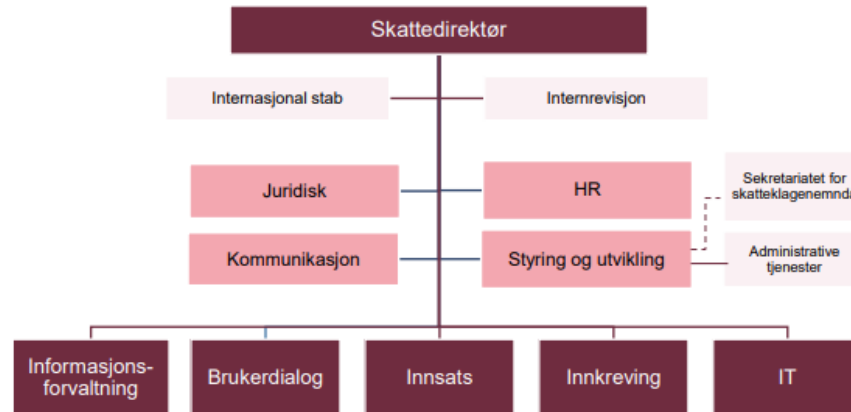 Skattedirektør
Internasjonal stab
Internrevisjon
Juridisk
HR
Sekretariatet for
skatteklagenemnda
Kommunikasjon
Styring og utvikling
Administrative
tjenester
Informasjons-
forvaltning
Brukerdialog
Innsats
Innkreving
IT